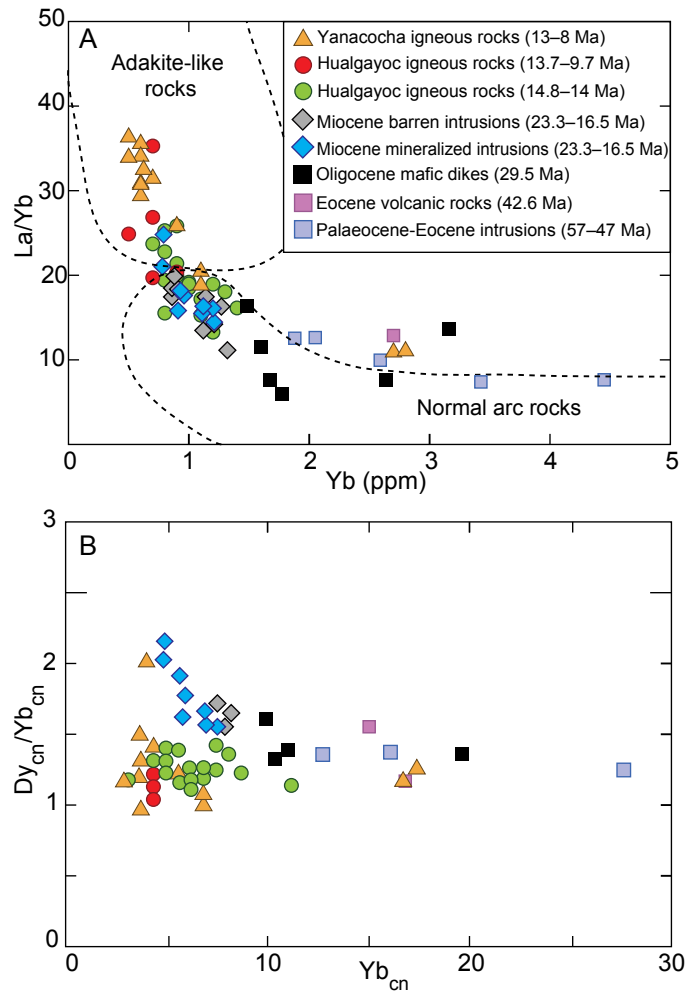 50
40
30
20
10
La/Yb
A
Adakite-like
rocks
Yanacocha igneous rocks (13–8 Ma)
Hualgayoc igneous rocks (13.7–9.7 Ma)
Hualgayoc igneous rocks (14.8–14 Ma)
Miocene barren intrusions (23.3–16.5 Ma)
Miocene mineralized intrusions (23.3–16.5 Ma)
Oligocene mafic dikes (29.5 Ma)
Eocene volcanic rocks (42.6 Ma)
Palaeocene-Eocene intrusions (57–47 Ma)
Normal arc rocks
0 1 2 3 4 5
Yb (ppm)
3
2
1
0
Dycn/Ybcn
B
0 10 20 30
Ybcn